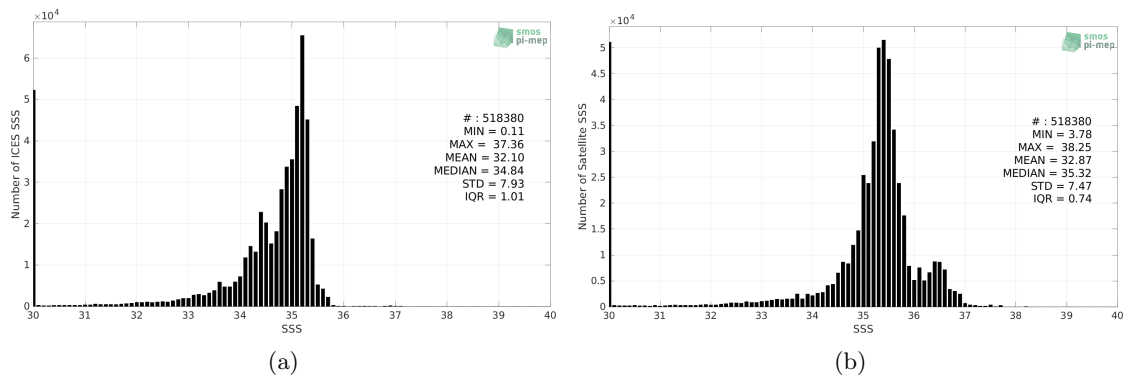 ×10⁴
6
5
4
3
2
1
0
Number of ICES SSS
30 31 32 33 34 35 36 37 38 39 40
SSS
smos
pi-mep
# : 518380
MIN = 0.11
MAX = 37.36
MEAN = 32.10
MEDIAN = 34.84
STD = 7.93
IQR = 1.01
(a)
×10⁴
5
4.5
4
3.5
3
2.5
2
1.5
1
0.5
0
Number of Satellite SSS
30 31 32 33 34 35 36 37 38 39 40
SSS
smos
pi-mep
# : 518380
MIN = 3.78
MAX = 38.25
MEAN = 32.87
MEDIAN = 35.32
STD = 7.47
IQR = 0.74
(b)